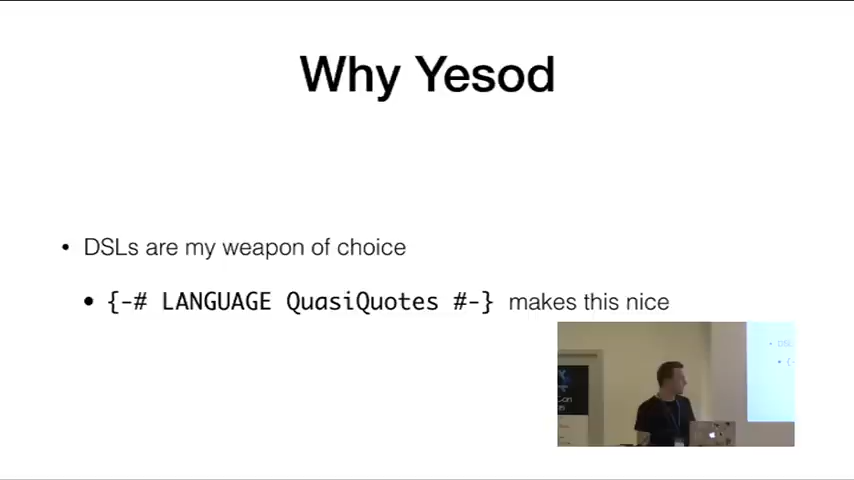 Why Yesod
• DSLs are my weapon of choice
• {-# LANGUAGE QuasiQuotes #-} makes this nice